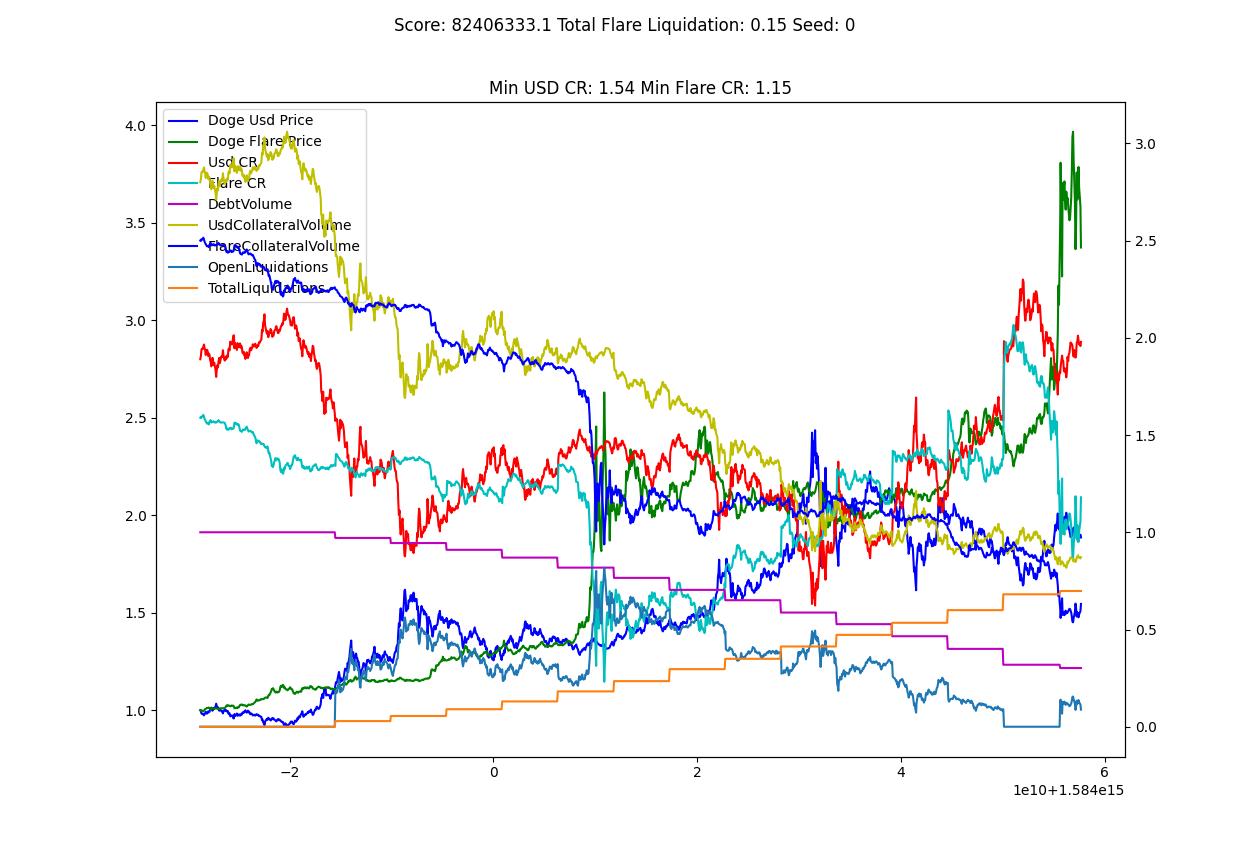 Score: 82406333.1 Total Flare Liquidation: 0.15 Seed: 0
Min USD CR: 1.54 Min Flare CR: 1.15
Doge Usd Price
Doge Flare Price
Usd CR
Flare CR
DebtVolume
UsdCollateralVolume
FlareCollateralVolume
OpenLiquidations
TotalLiquidations
4.0
3.5
3.0
2.5
2.0
1.5
1.0
3.0
2.5
2.0
1.5
1.0
0.5
0.0
−2
0
2
4
6
1e10+1.584e15